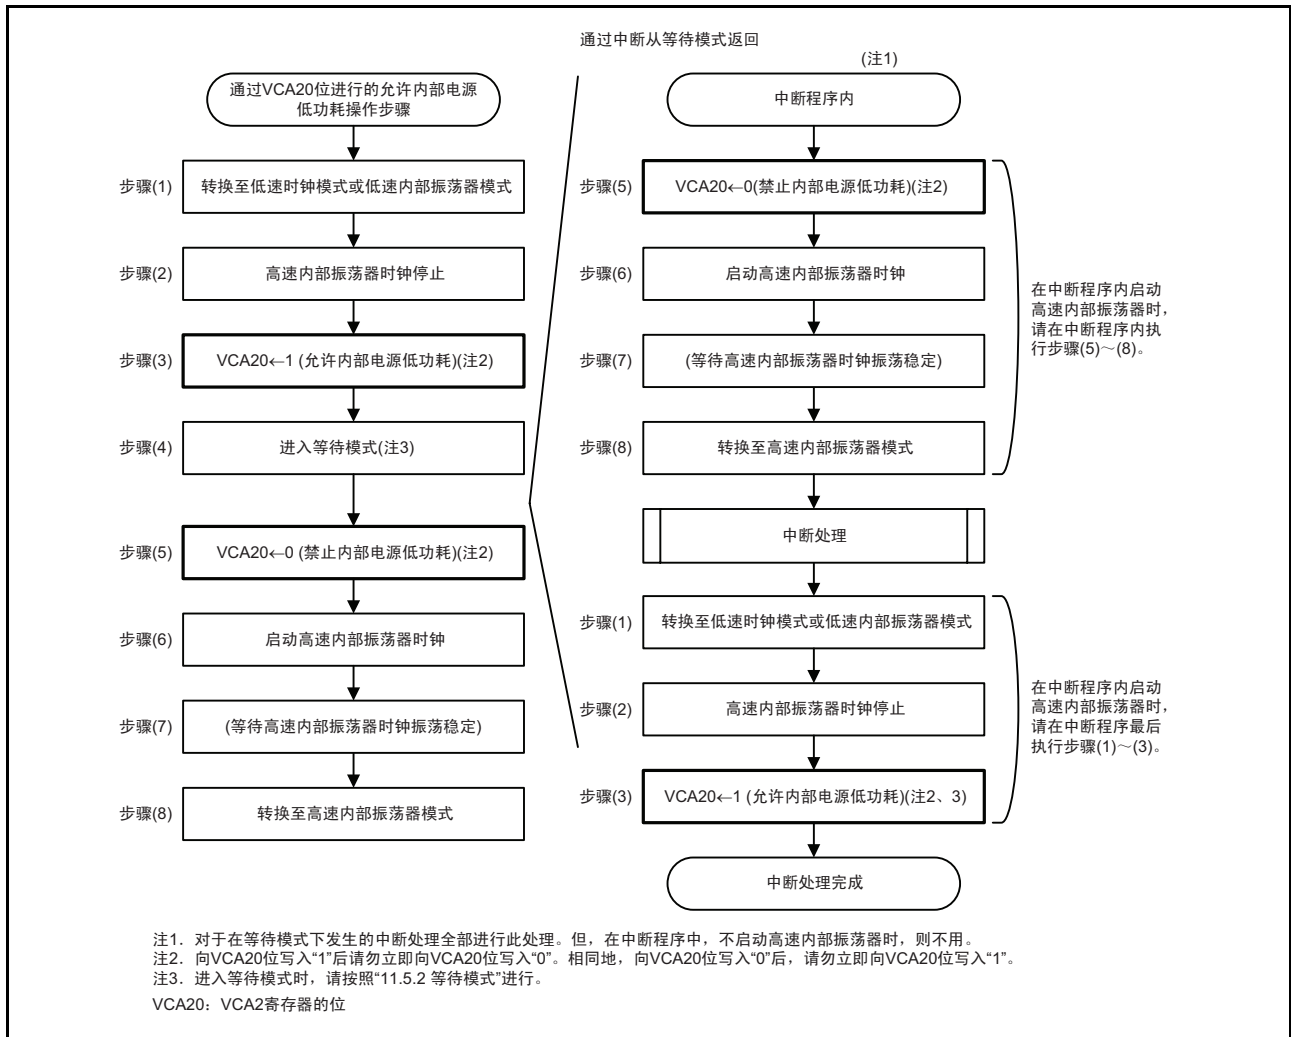 通过VCA20位进行的允许内部电源
低功耗操作步骤
步骤(1)
转换至低速时钟模式或低速内部振荡器模式
步骤(2)
高速内部振荡器时钟停止
步骤(3)
VCA20←1 (允许内部电源低功耗)(注2)
步骤(4)
进入等待模式(注3)
步骤(5)
VCA20←0 (禁止内部电源低功耗)(注2)
步骤(6)
启动高速内部振荡器时钟
步骤(7)
(等待高速内部振荡器时钟振荡稳定)
步骤(8)
转换至高速内部振荡器模式
通过中断从等待模式返回
(注1)
中断程序内
步骤(5)
VCA20←0(禁止内部电源低功耗)(注2)
步骤(6)
启动高速内部振荡器时钟
步骤(7)
(等待高速内部振荡器时钟振荡稳定)
步骤(8)
转换至高速内部振荡器模式
在中断程序内启动
高速内部振荡器时，
请在中断程序内执
行步骤(5)～(8)。
中断处理
步骤(1)
转换至低速时钟模式或低速内部振荡器模式
步骤(2)
高速内部振荡器时钟停止
步骤(3)
VCA20←1 (允许内部电源低功耗)(注2、3)
在中断程序内启动
高速内部振荡器时，
请在中断程序最后
执行步骤(1)～(3)。
中断处理完成
注1．对于在等待模式下发生的中断处理全部进行此处理。但，在中断程序中，不启动高速内部振荡器时，则不用。
注2．向VCA20位写入“1”后请勿立即向VCA20位写入“0”。相同地，向VCA20位写入“0”后，请勿立即向VCA20位写入“1”。
注3．进入等待模式时，请按照“11.5.2 等待模式”进行。
VCA20：VCA2寄存器的位